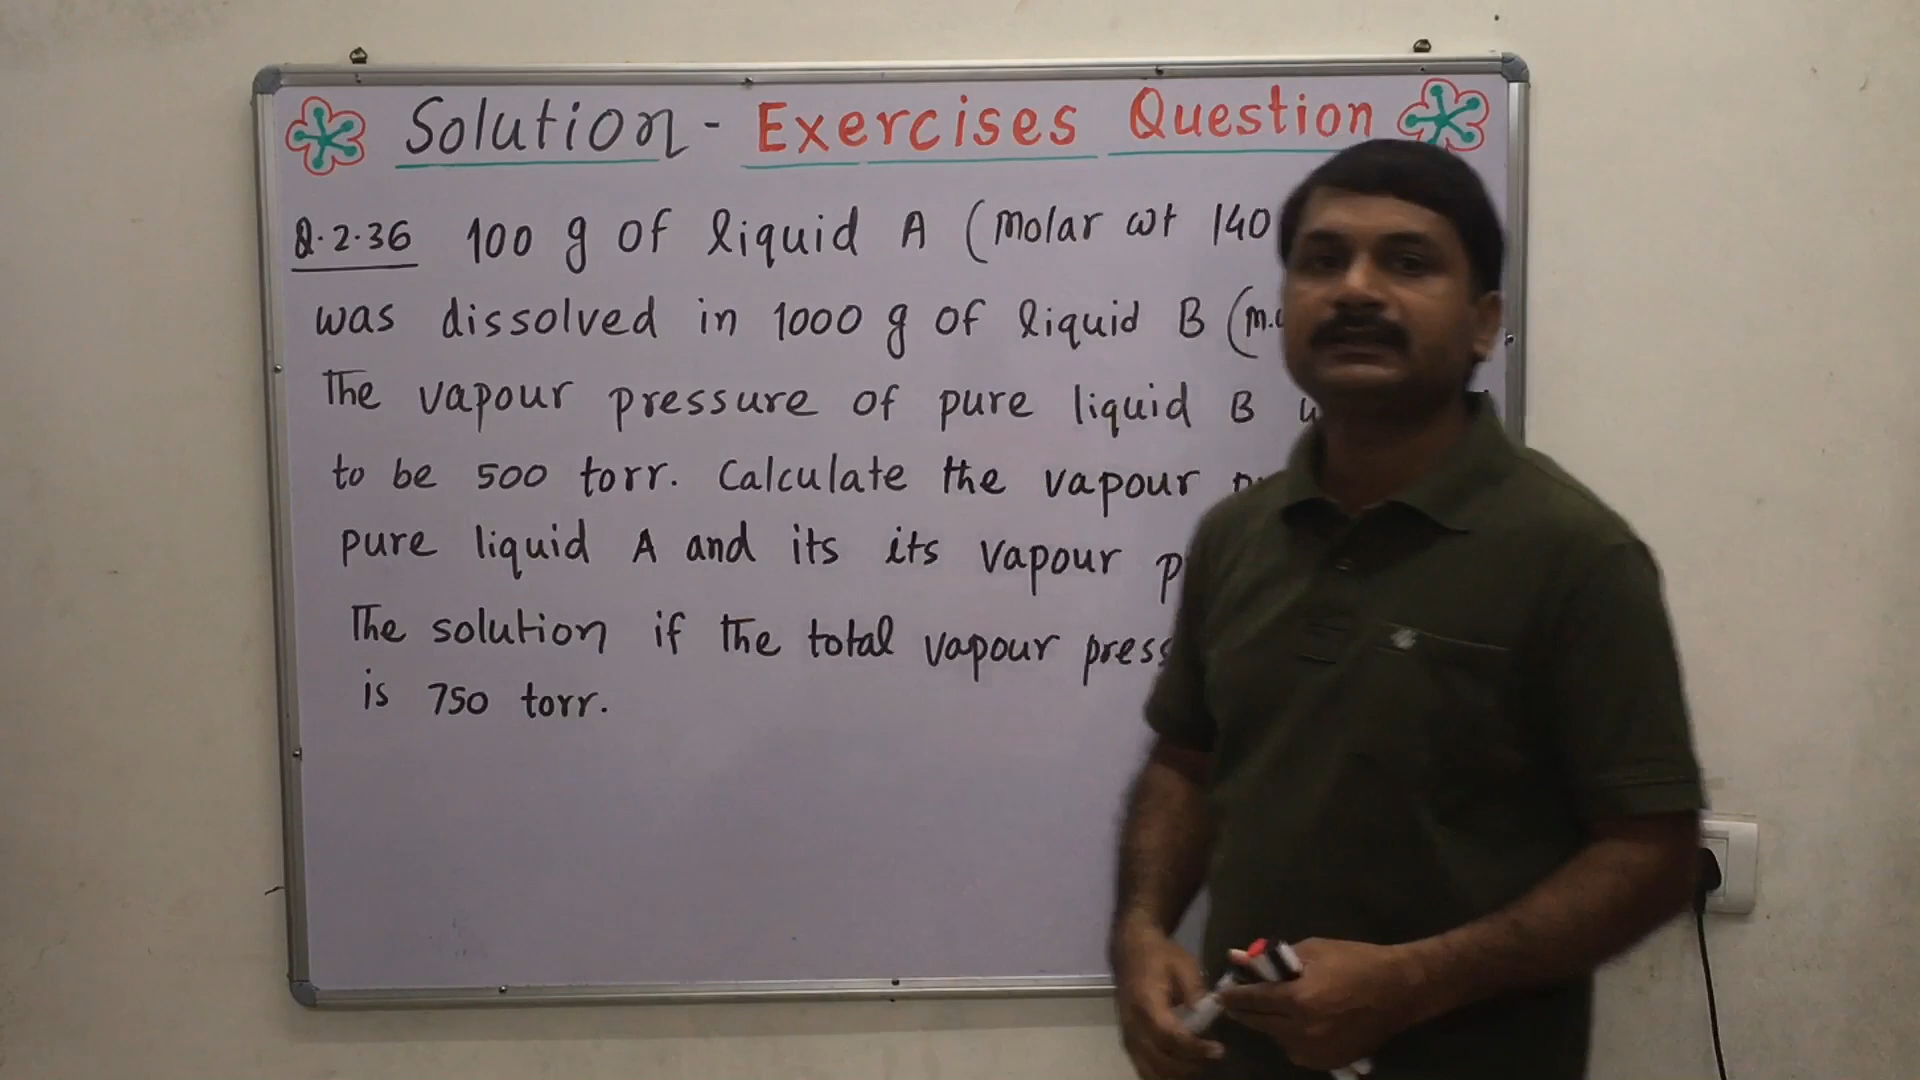 Solution - Exercises Question
Q.2.36 100 g of liquid A (Molar wt 140
was dissolved in 1000 g of liquid B (m.
The vapour pressure of pure liquid B
to be 500 torr. Calculate the vapour
pure liquid A and its its vapour
The solution if the total vapour press
is 750 torr.